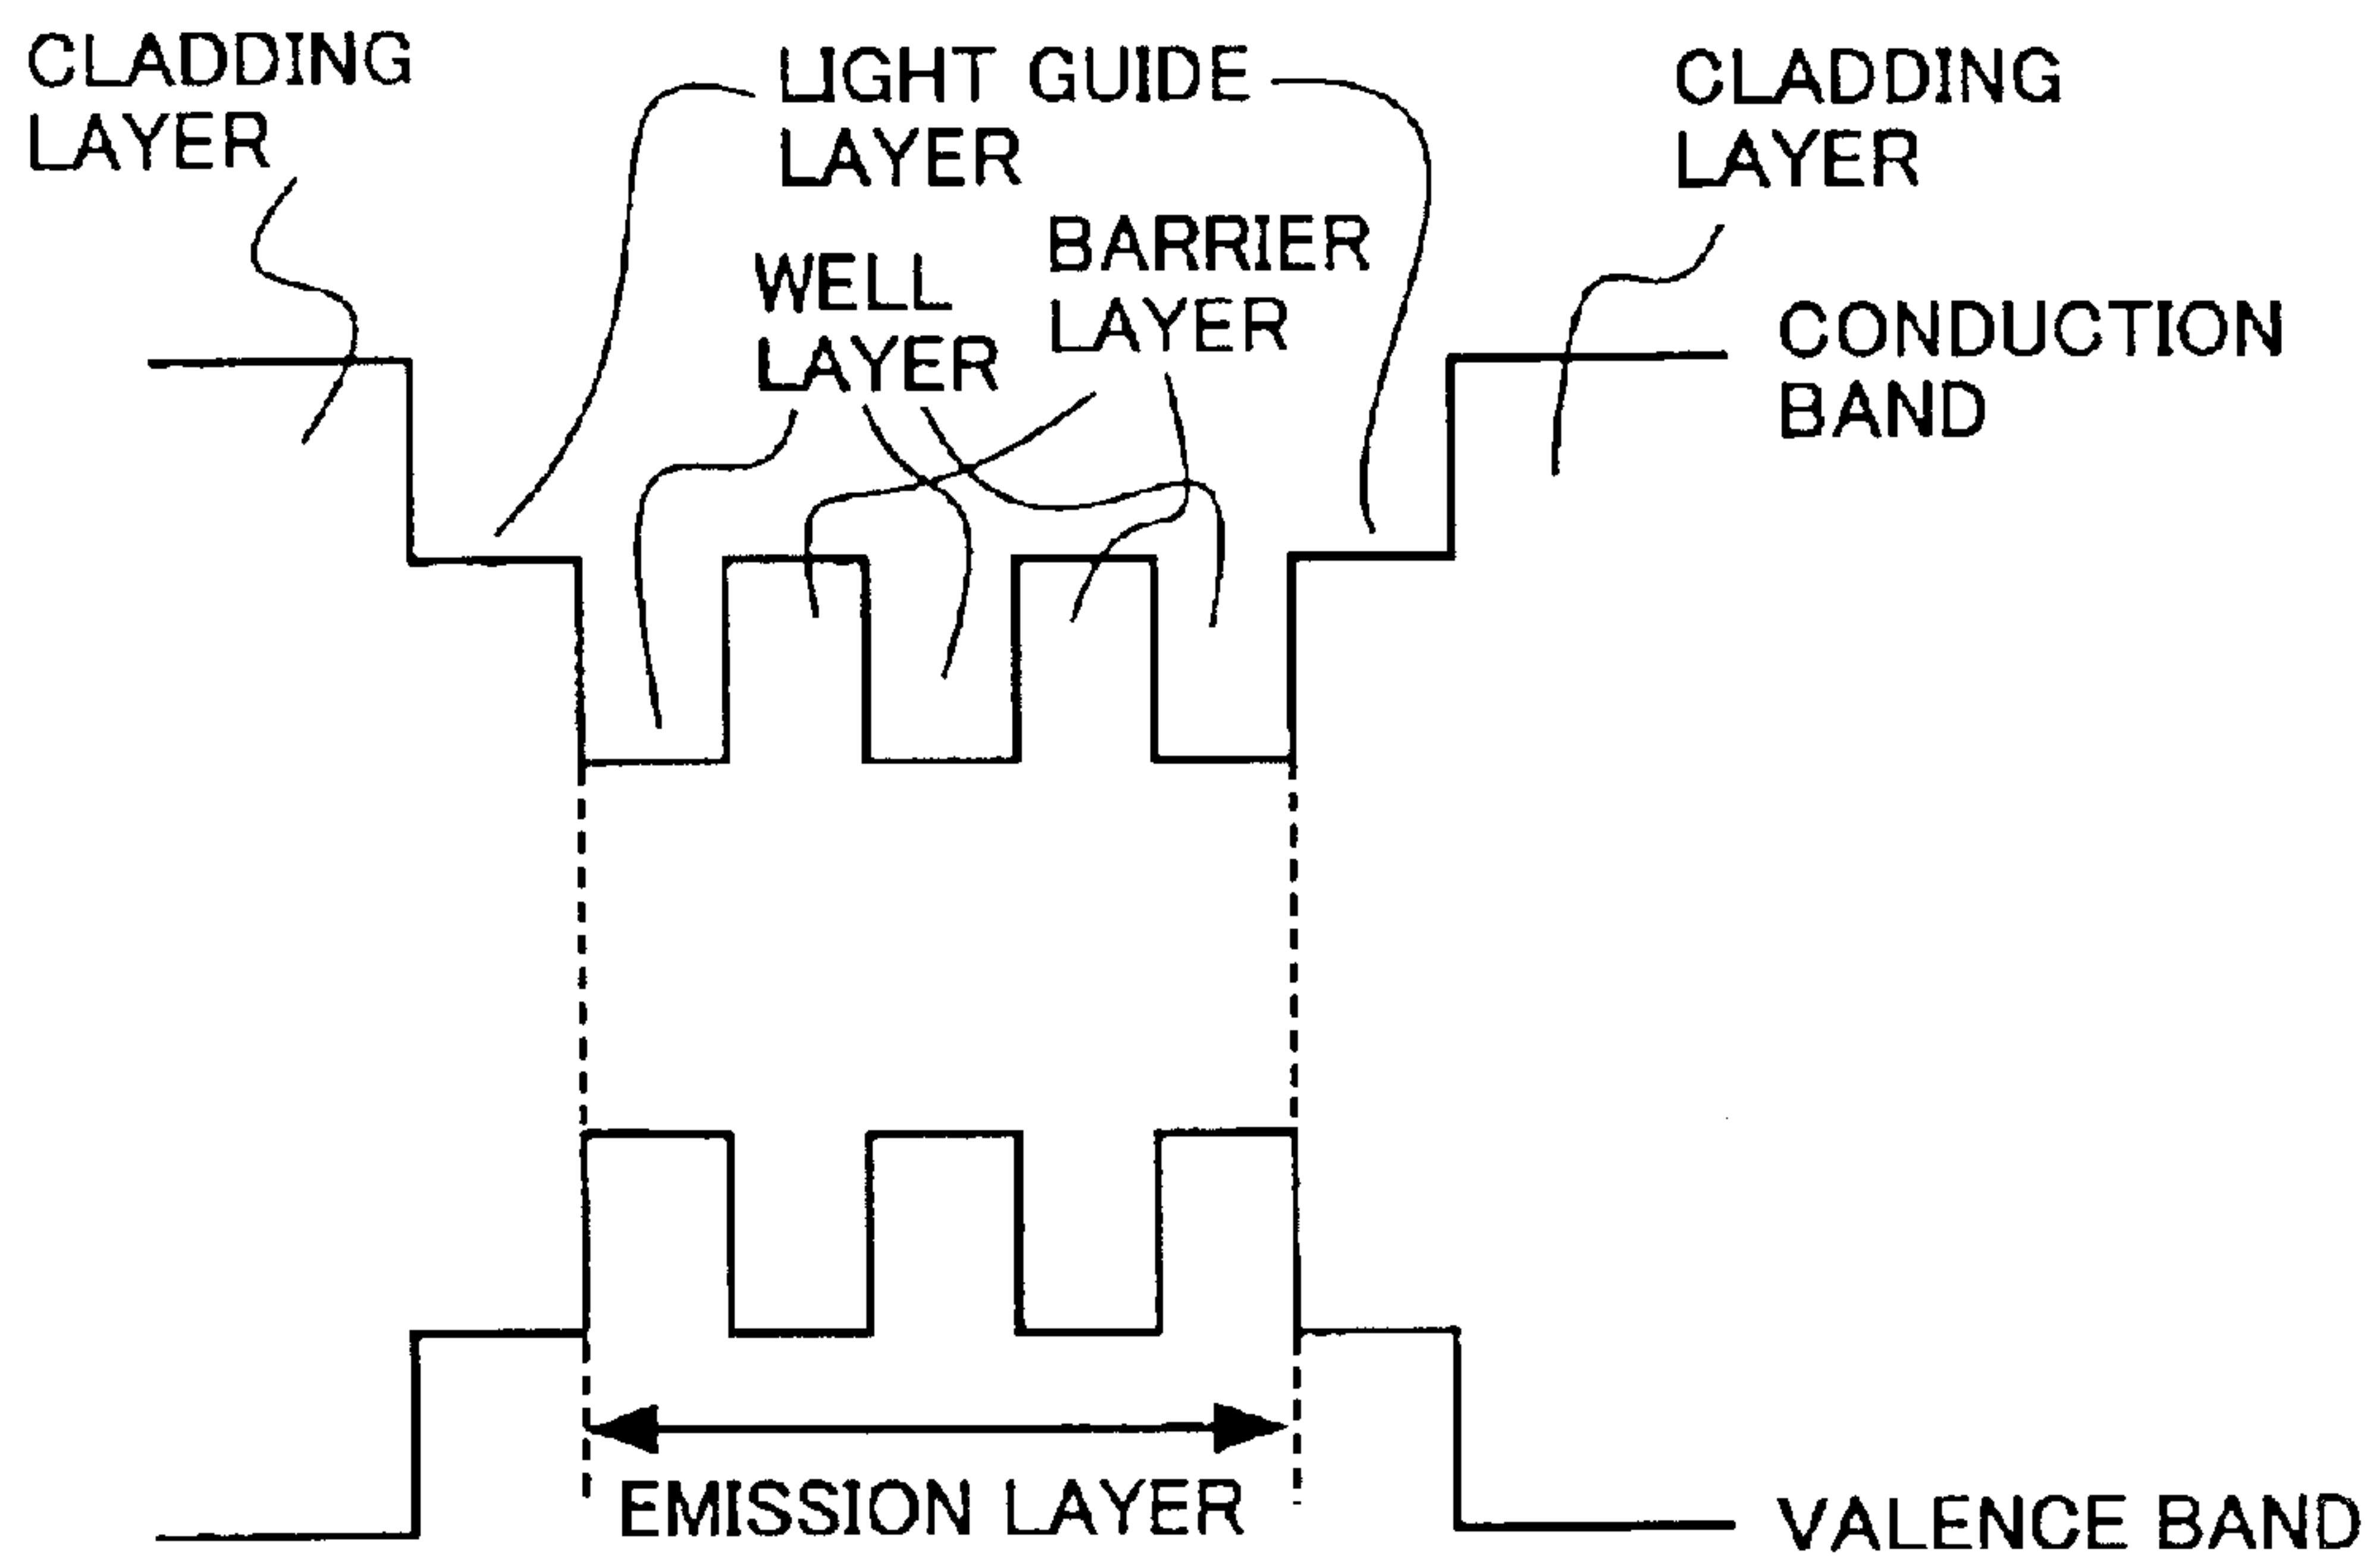 CLADDING
LAYER
LIGHT GUIDE
LAYER
CLADDING
LAYER
WELL
LAYER
BARRIER
LAYER
CONDUCTION
BAND
EMISSION LAYER
VALENCE BAND